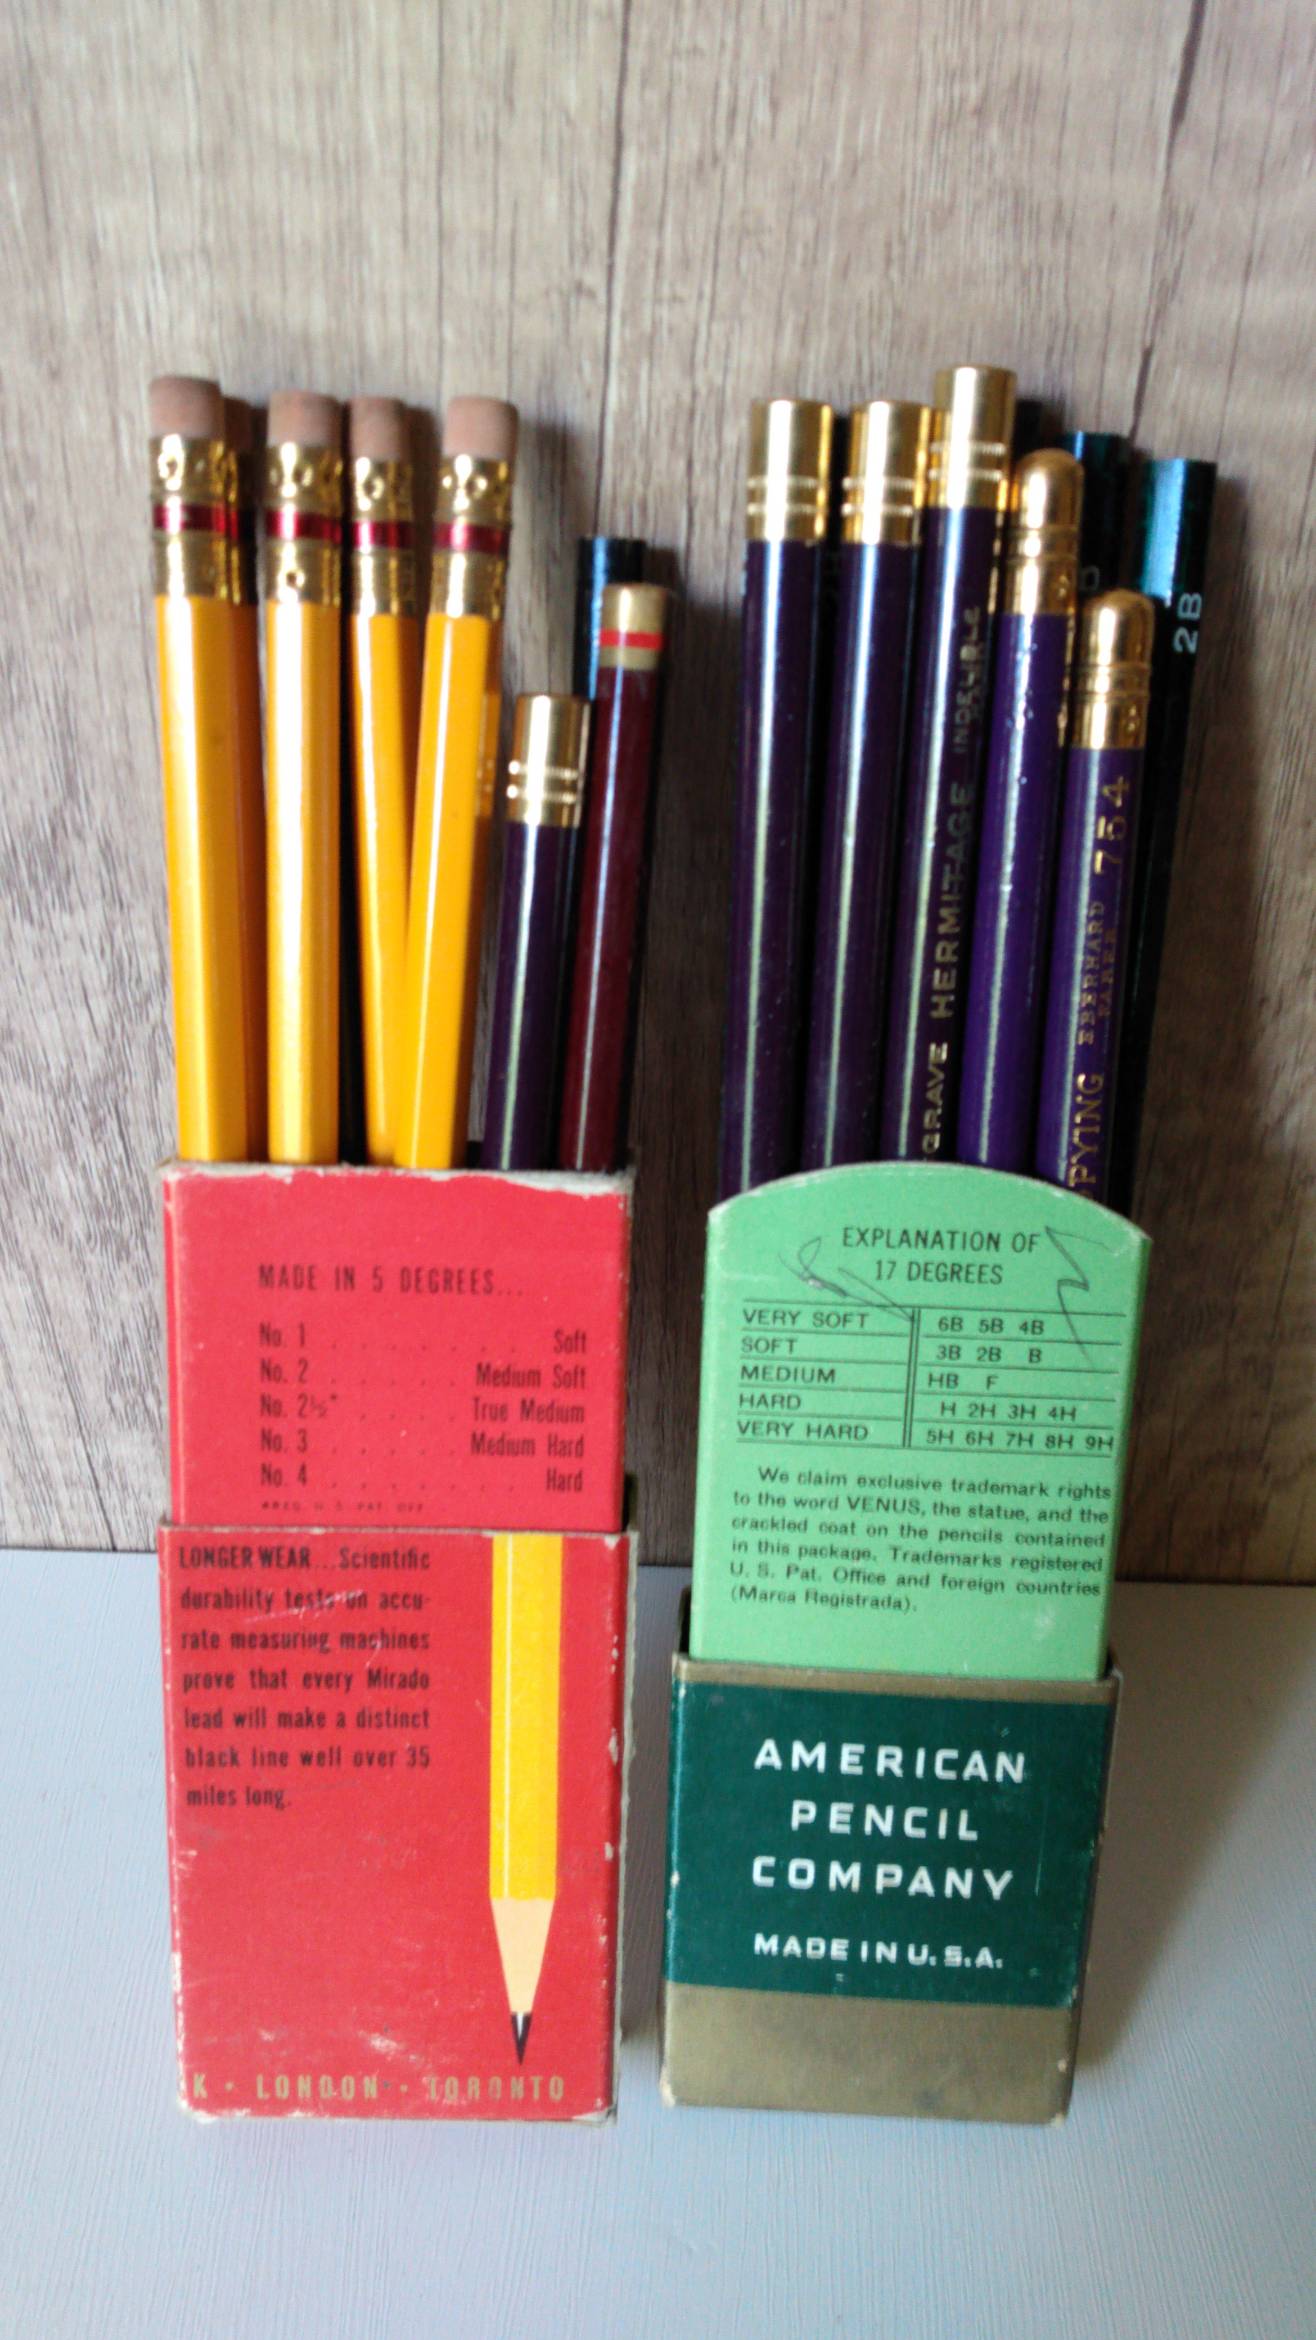 MADE IN 5 DEGREES...
No. 1 . . . . . . . Soft
No. 2 . . . . . Medium Soft
No. 2½* . . . . True Medium
No. 3 . . . . . Medium Hard
No. 4 . . . . . . . Hard
*REG. U. S. PAT. OFF.
LONGER WEAR...Scientific
durability tests on accu-
rate measuring machines
prove that every Mirado
lead will make a distinct
black line well over 35
miles long.
K • LONDON • TORONTO
GRAVE HERMITAGE INDELIBLE
PYING EBERHARD
FABER 754
B
2B
EXPLANATION OF
17 DEGREES
VERY SOFT 6B 5B 4B
SOFT 3B 2B B
MEDIUM HB F
HARD H 2H 3H 4H
VERY HARD 5H 6H 7H 8H 9H
We claim exclusive trademark rights
to the word VENUS, the statue, and the
crackled coat on the pencils contained
in this package. Trademarks registered
U. S. Pat. Office and foreign countries
(Marca Registrada).
AMERICAN
PENCIL
COMPANY
MADE IN U.S.A.